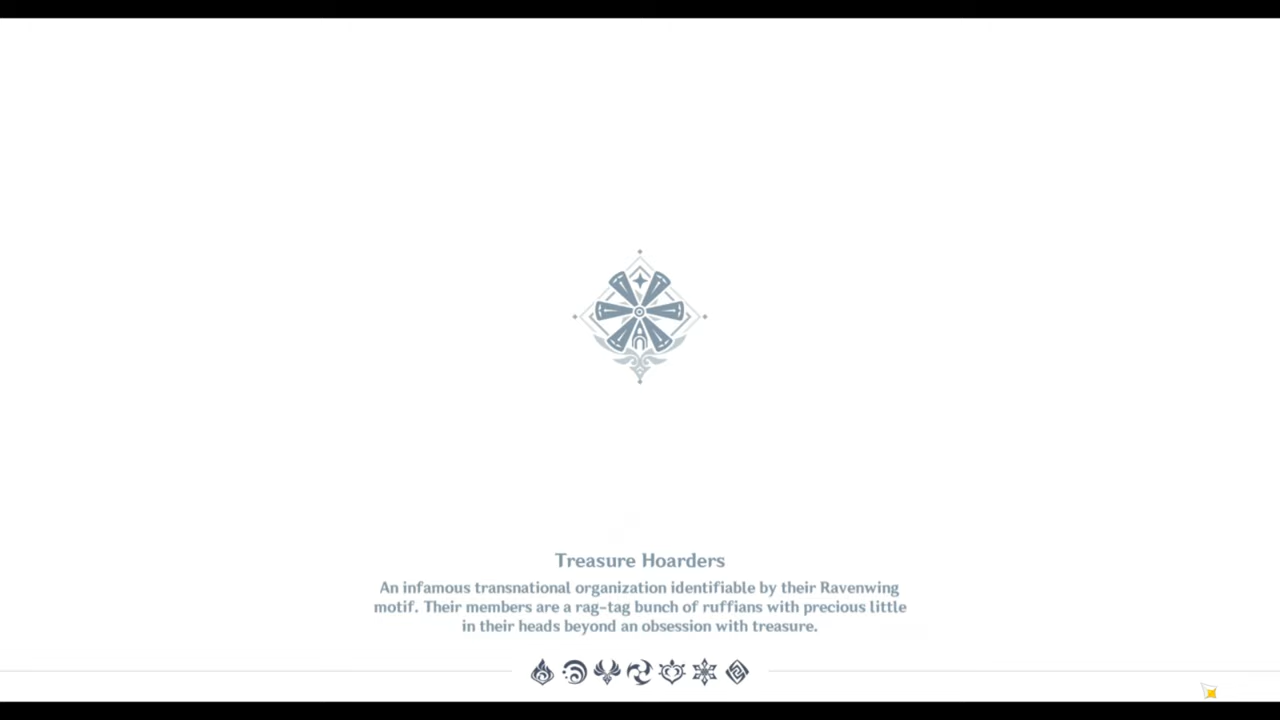 Treasure Hoarders
An infamous transnational organization identifiable by their Ravenwing
motif. Their members are a rag-tag bunch of ruffians with precious little
in their heads beyond an obsession with treasure.